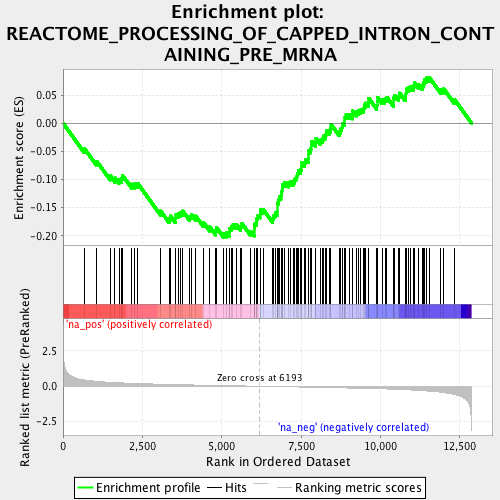 Enrichment plot:
REACTOME_PROCESSING_OF_CAPPED_INTRON_CONT
AINING_PRE_MRNA
Enrichment score (ES)
0.05
0.00
-0.05
-0.10
-0.15
-0.20
'na_pos' (positively correlated)
Ranked list metric (PreRanked)
2.5
0.0
-2.5
Zero cross at 6193
'na_neg' (negatively correlated)
0
2,500
5,000
7,500
10,000
12,500
Rank in Ordered Dataset
Enrichment profile
Hits
Ranking metric scores